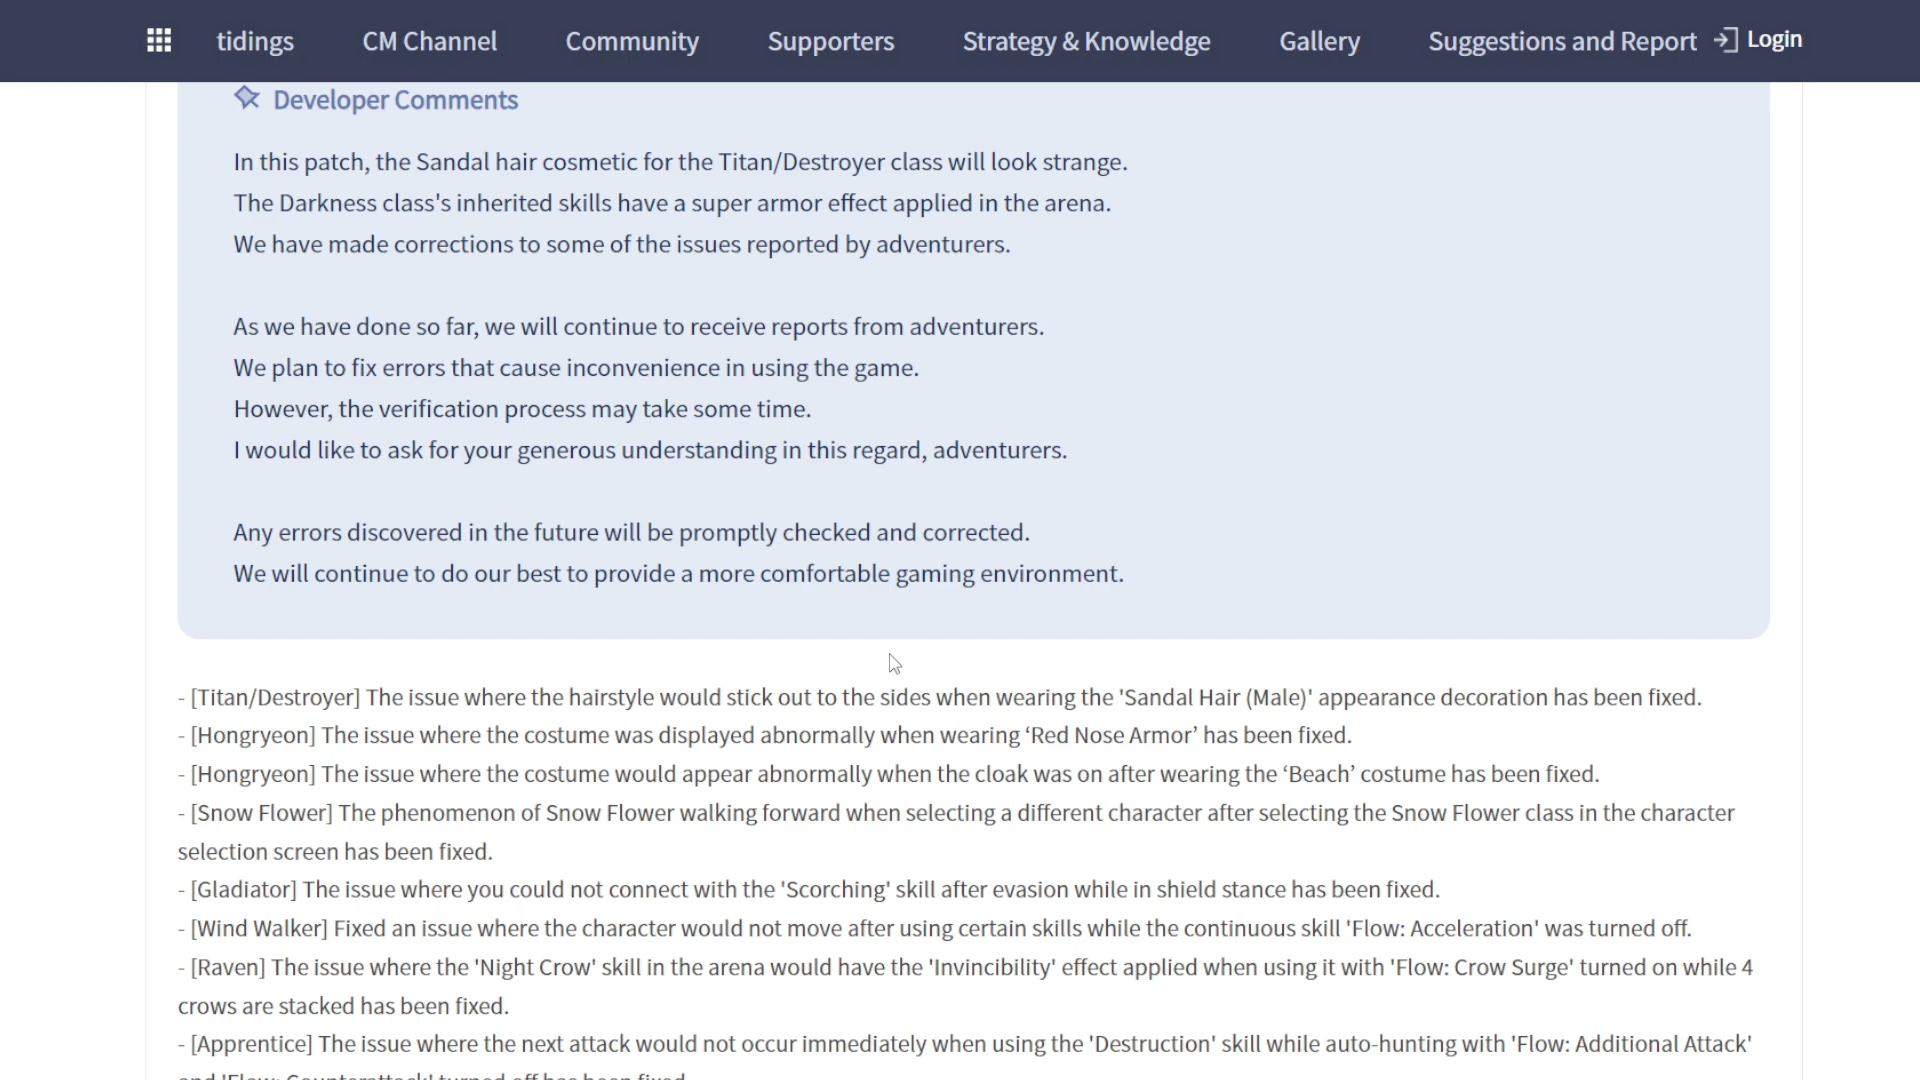 tidings CM Channel Community Supporters Strategy & Knowledge Gallery Suggestions and Report Login
Developer Comments
In this patch, the Sandal hair cosmetic for the Titan/Destroyer class will look strange.
The Darkness class's inherited skills have a super armor effect applied in the arena.
We have made corrections to some of the issues reported by adventurers.
As we have done so far, we will continue to receive reports from adventurers.
We plan to fix errors that cause inconvenience in using the game.
However, the verification process may take some time.
I would like to ask for your generous understanding in this regard, adventurers.
Any errors discovered in the future will be promptly checked and corrected.
We will continue to do our best to provide a more comfortable gaming environment.
- [Titan/Destroyer] The issue where the hairstyle would stick out to the sides when wearing the 'Sandal Hair (Male)' appearance decoration has been fixed.
- [Hongryeon] The issue where the costume was displayed abnormally when wearing ‘Red Nose Armor’ has been fixed.
- [Hongryeon] The issue where the costume would appear abnormally when the cloak was on after wearing the ‘Beach’ costume has been fixed.
- [Snow Flower] The phenomenon of Snow Flower walking forward when selecting a different character after selecting the Snow Flower class in the character
selection screen has been fixed.
- [Gladiator] The issue where you could not connect with the 'Scorching' skill after evasion while in shield stance has been fixed.
- [Wind Walker] Fixed an issue where the character would not move after using certain skills while the continuous skill 'Flow: Acceleration' was turned off.
- [Raven] The issue where the 'Night Crow' skill in the arena would have the 'Invincibility' effect applied when using it with 'Flow: Crow Surge' turned on while 4
crows are stacked has been fixed.
- [Apprentice] The issue where the next attack would not occur immediately when using the 'Destruction' skill while auto-hunting with 'Flow: Additional Attack'
and 'Flow: Counterattack' turned off has been fixed.